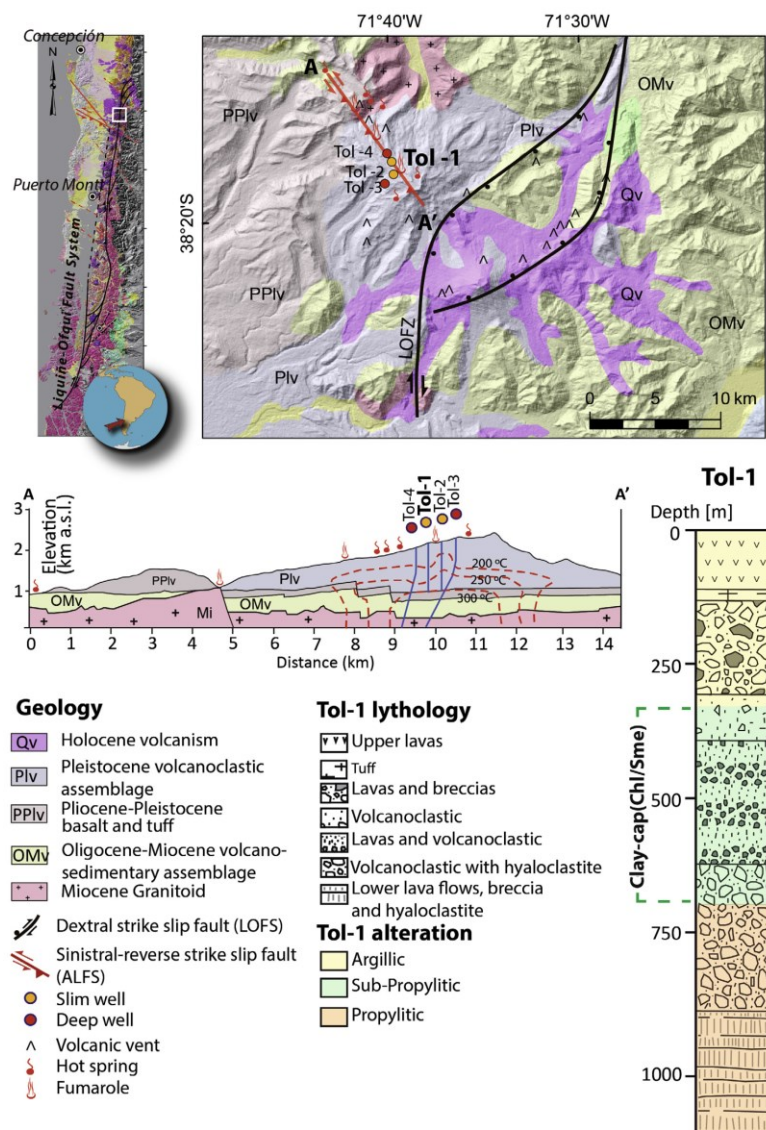 71°40'W
71°30'W
Concepción
N
Puerto Montt
Liquiñe-Ofqui Fault System
A
PPlv
OMv
Plv
Tol -4
Tol -1
Tol -2
Tol -3
A'
38°20'S
Qv
PPlv
Qv
OMv
LOFZ
Plv
0 5 10 km
A
A'
Elevation
(km a.s.l.)
3
2
1
Tol-4
Tol-1
Tol-2
Tol-3
PPlv
Plv
OMv
Mi
OMv
200 ºC
250 ºC
300 ºC
0 1 2 3 4 5 6 7 8 9 10 11 12 13 14
Distance (km)
Geology
Qv Holocene volcanism
Plv Pleistocene volcanoclastic
assemblage
PPlv Pliocene-Pleistocene
basalt and tuff
OMv Oligocene-Miocene volcano-
sedimentary assemblage
Miocene Granitoid
Dextral strike slip fault (LOFS)
Sinistral-reverse strike slip fault
(ALFS)
Slim well
Deep well
Volcanic vent
Hot spring
Fumarole
Tol-1 lythology
Upper lavas
Tuff
Lavas and breccias
Volcanoclastic
Lavas and volcanoclastic
Volcanoclastic with hyaloclastite
Lower lava flows, breccia
and hyaloclastite
Tol-1 alteration
Argillic
Sub-Propylitic
Propylitic
Tol-1
Depth [m]
0
250
500
750
1000
Clay-cap(Chl/Sme)